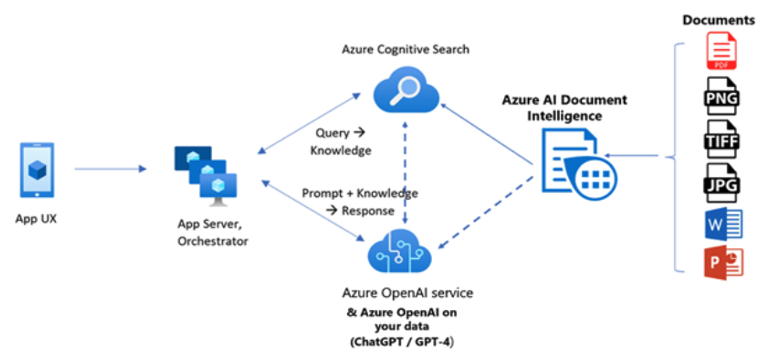 Documents
Azure Cognitive Search
PDF
Azure AI Document
Intelligence
PNG
Query →
Knowledge
TIFF
Prompt + Knowledge
→ Response
JPG
App UX
App Server,
Orchestrator
W
P
Azure OpenAI service
& Azure OpenAI on
your data
(ChatGPT / GPT-4)